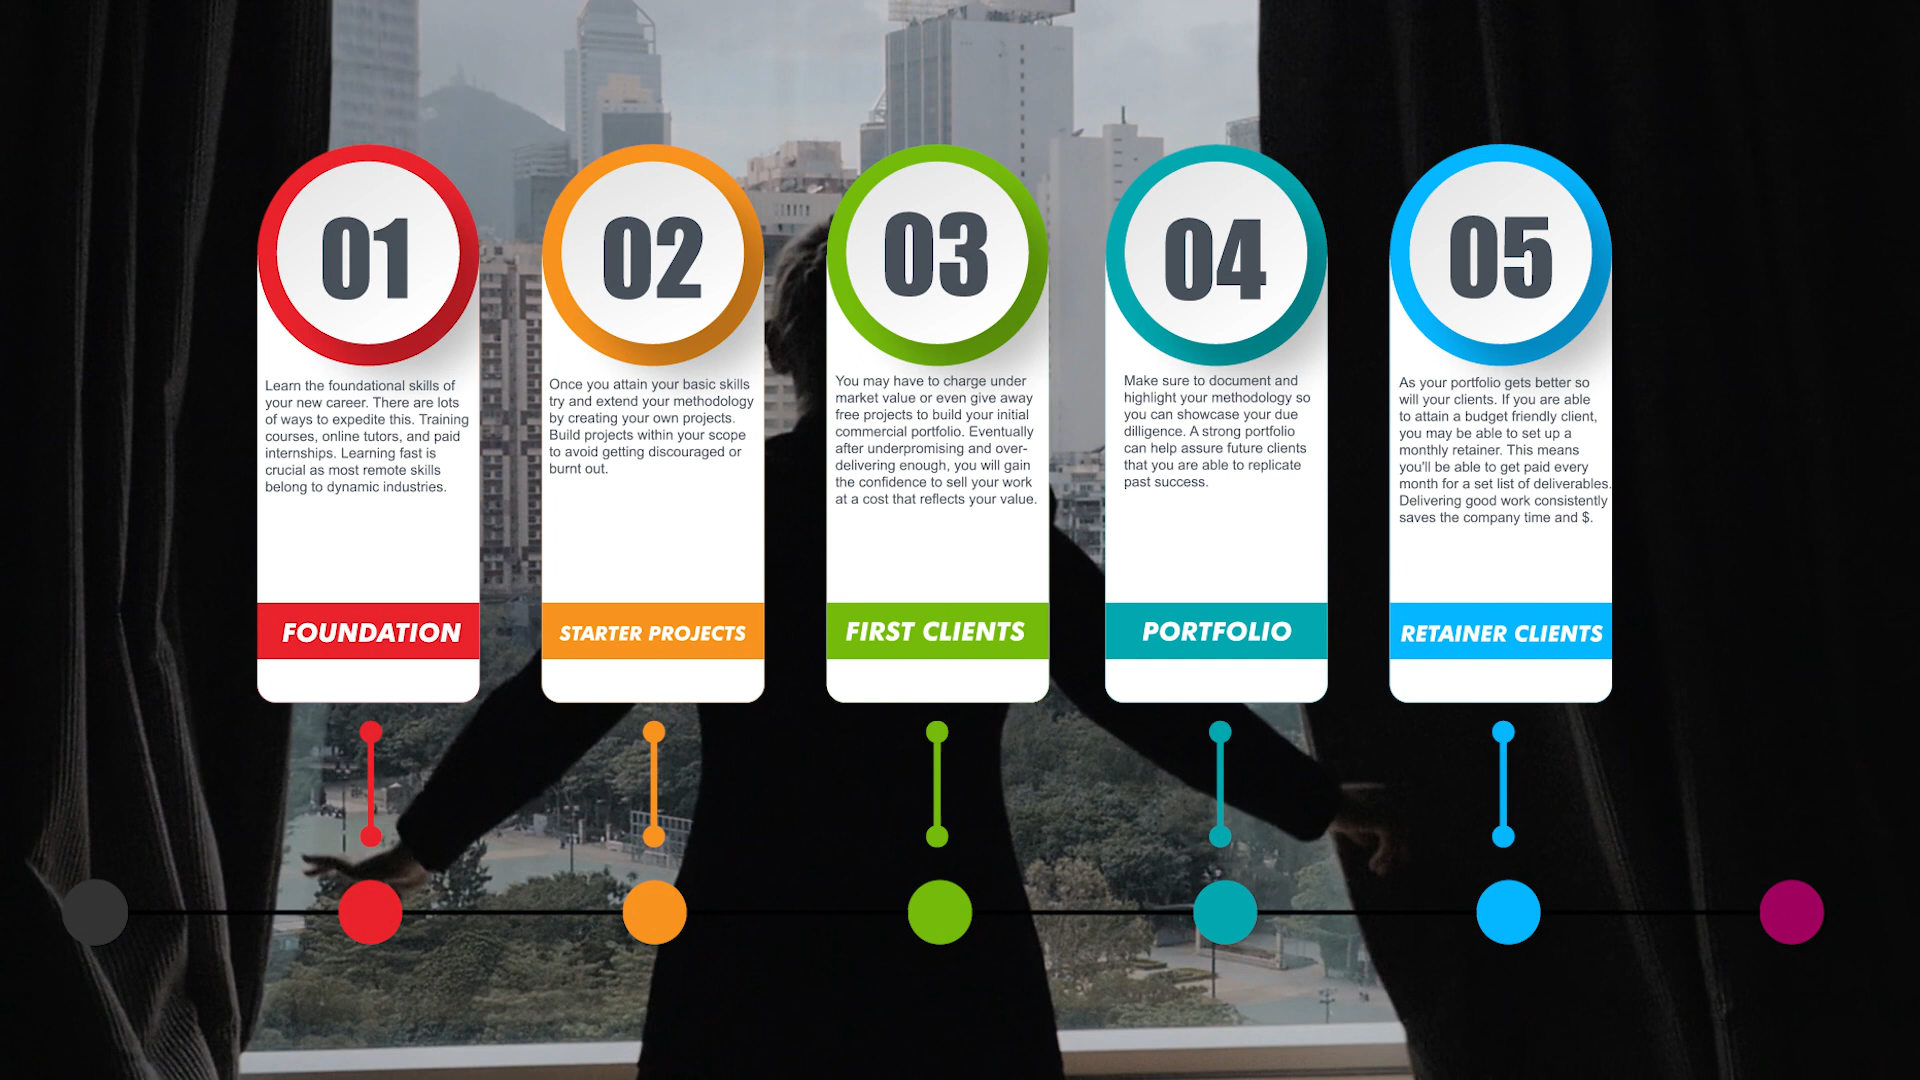 01
Learn the foundational skills of
your new career. There are lots
of ways to expedite this. Training
courses, online tutors, and paid
internships. Learning fast is
crucial as most remote skills
belong to dynamic industries.
FOUNDATION
02
Once you attain your basic skills
try and extend your methodology
by creating your own projects.
Build projects within your scope
to avoid getting discouraged or
burnt out.
STARTER PROJECTS
03
You may have to charge under
market value or even give away
free projects to build your initial
commercial portfolio. Eventually
after underpromising and over-
delivering enough, you will gain
the confidence to sell your work
at a cost that reflects your value.
FIRST CLIENTS
04
Make sure to document and
highlight your methodology so
you can showcase your due
dilligence. A strong portfolio
can help assure future clients
that you are able to replicate
past success.
PORTFOLIO
05
As your portfolio gets better so
will your clients. If you are able
to attain a budget friendly client,
you may be able to set up a
monthly retainer. This means
you'll be able to get paid every
month for a set list of deliverables.
Delivering good work consistently
saves the company time and $.
RETAINER CLIENTS